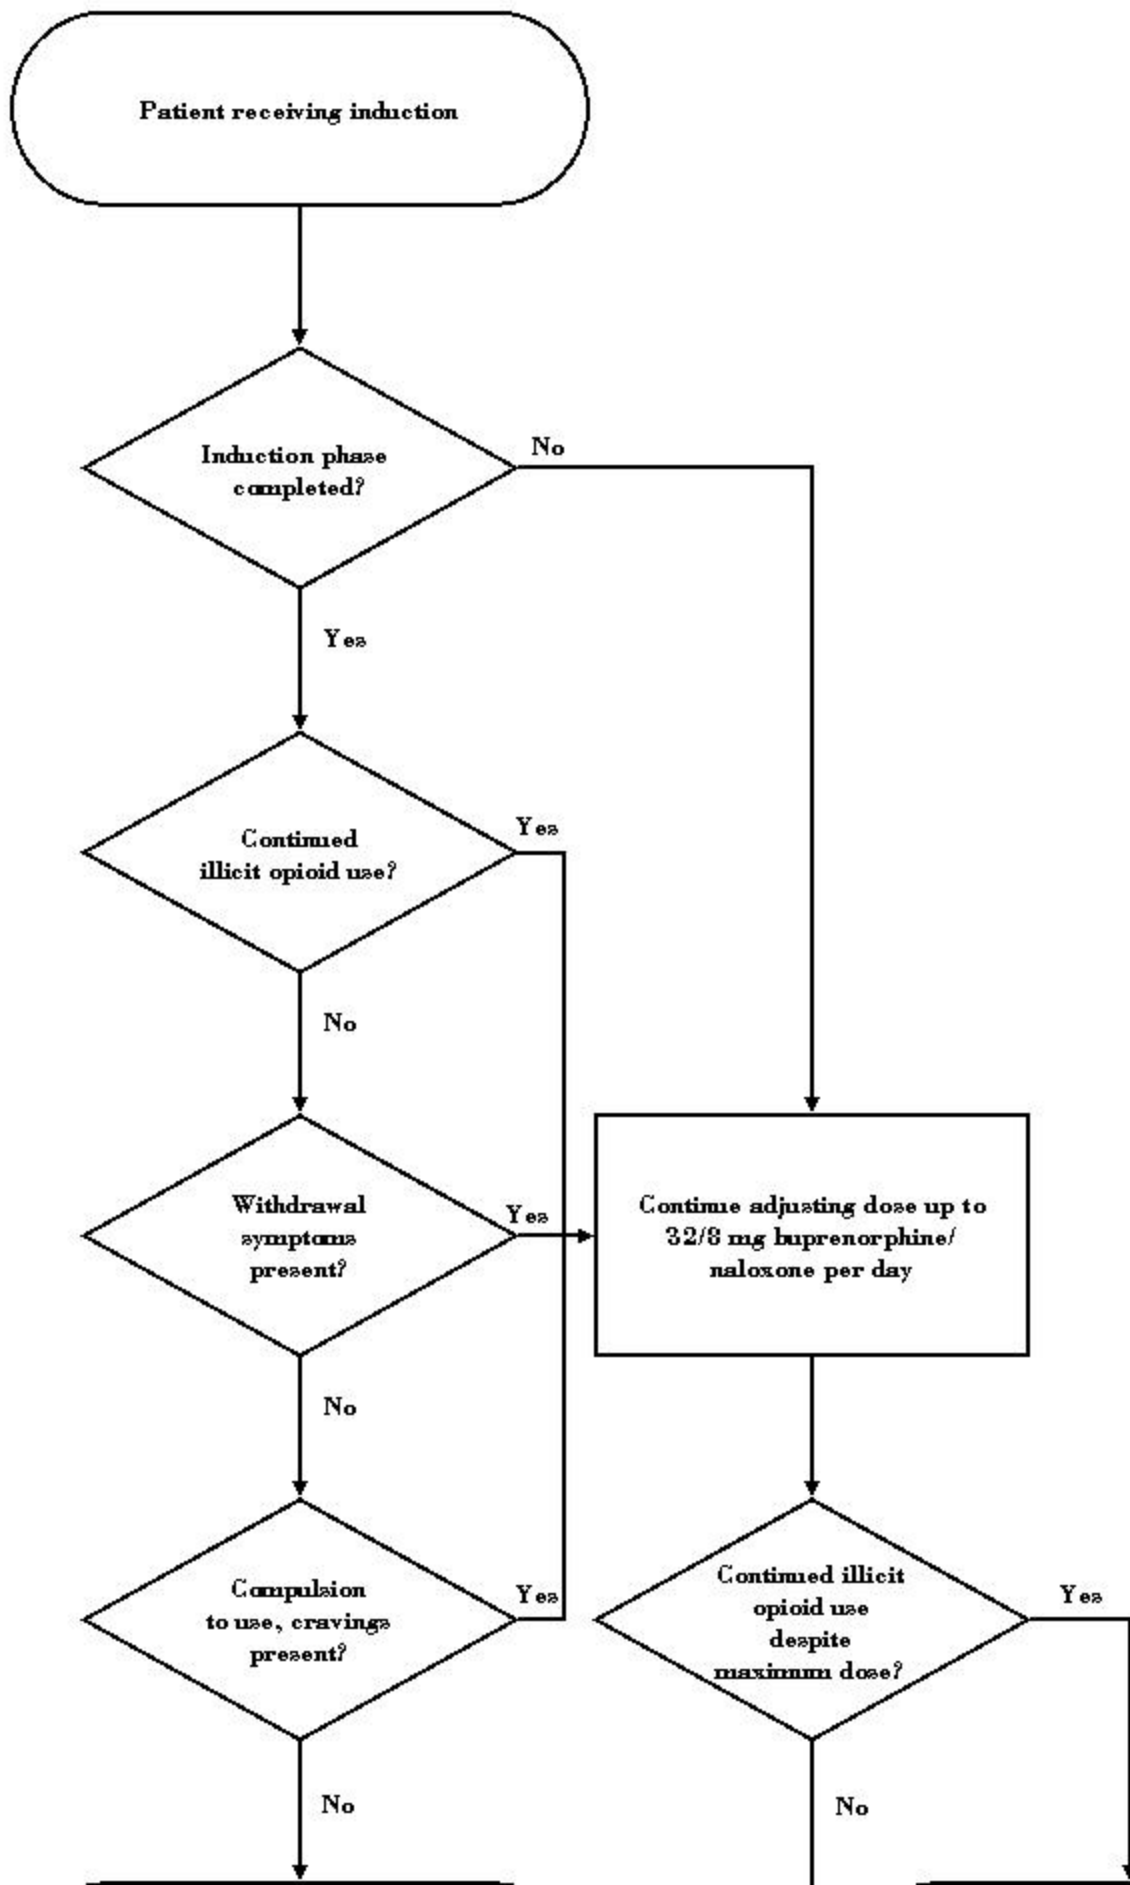 Patient receiving induction
Induction phase
completed?
No
Yes
Continued
illicit opioid use?
Yes
No
Withdrawal
symptoms
present?
Yes
Continue adjusting dose up to
32/8 mg buprenorphine/
naloxone per day
No
Compulsion
to use, cravings
present?
Yes
Continued illicit
opioid use
despite
maximum dose?
Yes
No
No